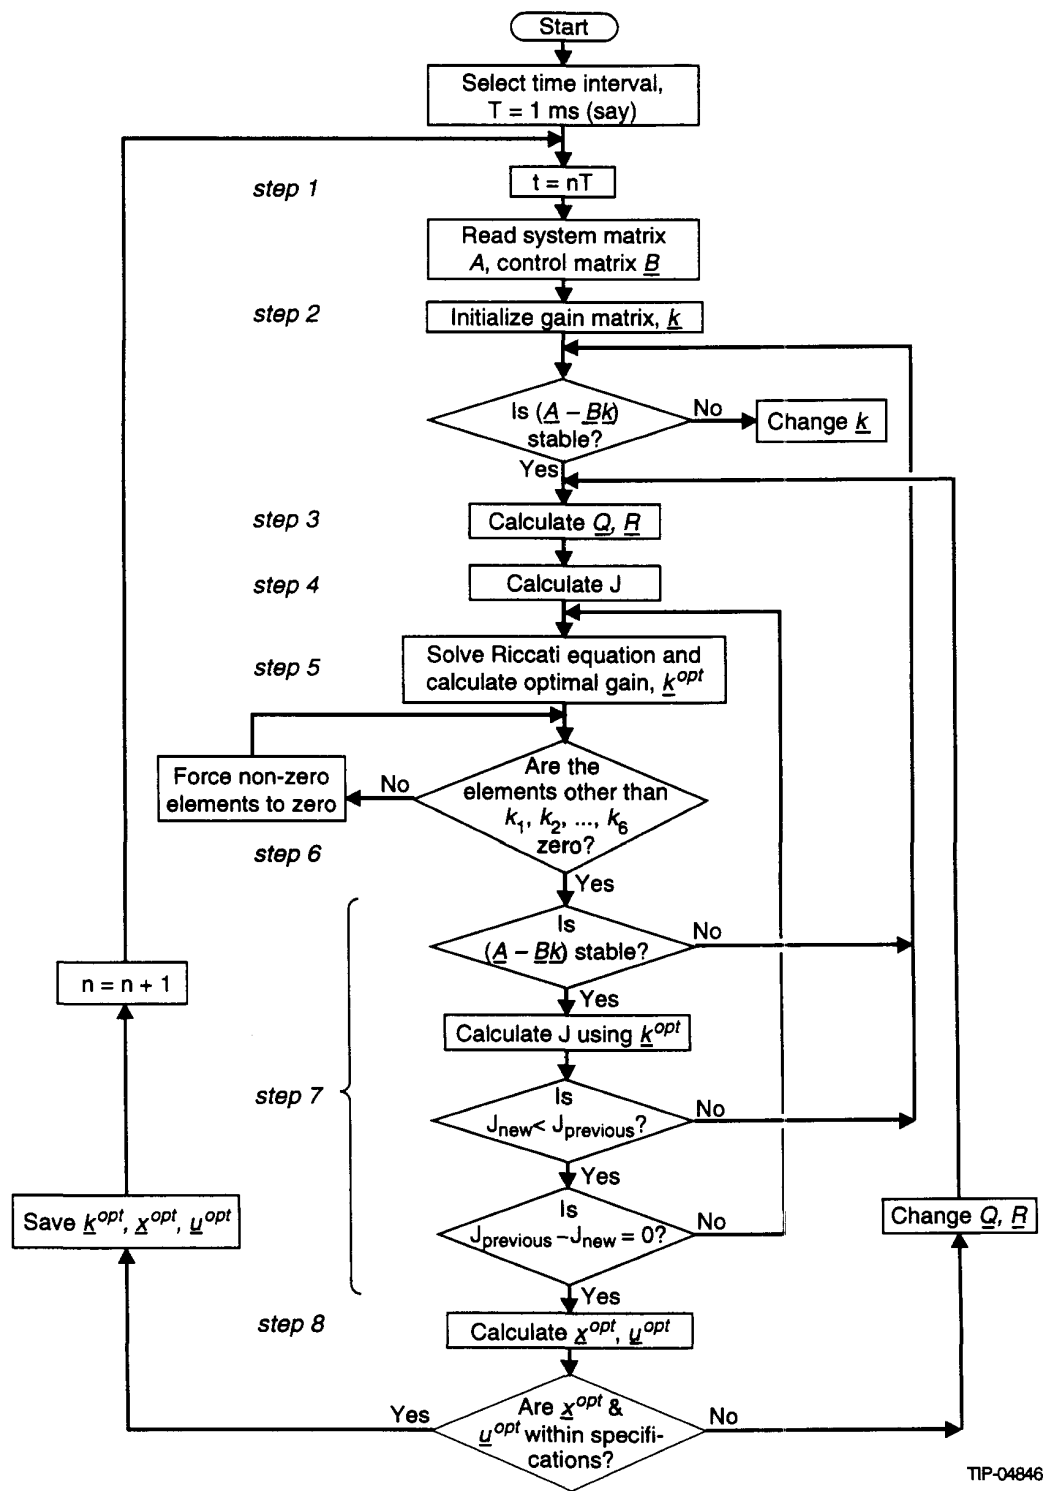 Start
Select time interval,
T = 1 ms (say)
step 1
t = nT
Read system matrix
A, control matrix B
step 2
Initialize gain matrix, k
Is (A – Bk)
stable?
No
Change k
Yes
step 3
Calculate Q, R
step 4
Calculate J
step 5
Solve Riccati equation and
calculate optimal gain, k^opt
Force non-zero
elements to zero
No
Are the
elements other than
k1, k2, ..., k6
zero?
step 6
Yes
Is
(A – Bk) stable?
No
n = n + 1
Yes
Calculate J using k^opt
step 7
Is
Jnew < Jprevious?
No
Yes
Save k^opt, x^opt, u^opt
Is
Jprevious – Jnew = 0?
No
Change Q, R
Yes
step 8
Calculate x^opt, u^opt
Yes
Are x^opt &
u^opt within specifi-
cations?
No
TIP-04846